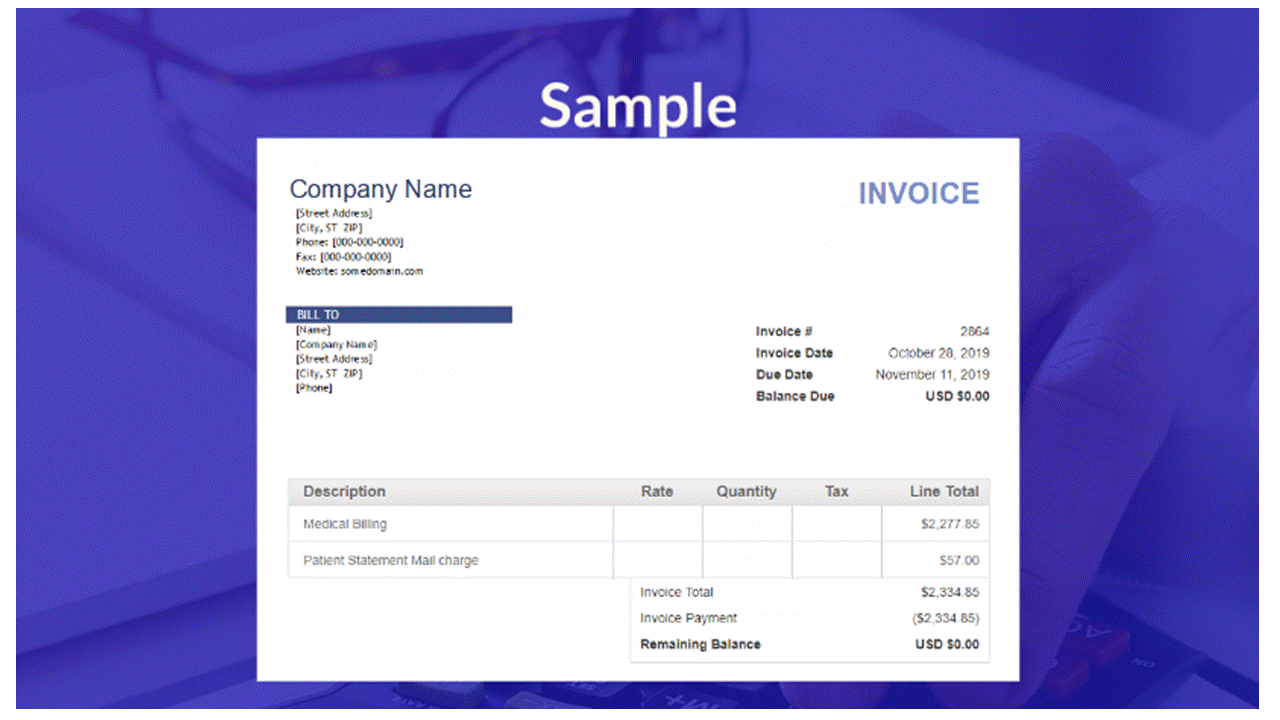 Sample
Company Name
INVOICE
[Street Address]
[City, ST ZIP]
Phone: [000-000-0000]
Fax: [000-000-0000]
Website: somedomain.com
BILL TO
[Name]
[Company Name]
[Street Address]
[City, ST ZIP]
[Phone]
Invoice # 2864
Invoice Date October 28, 2019
Due Date November 11, 2019
Balance Due USD $0.00
Description Rate Quantity Tax Line Total
Medical Billing $2,277.85
Patient Statement Mail charge $57.00
Invoice Total $2,334.85
Invoice Payment ($2,334.85)
Remaining Balance USD $0.00
M+
AC
ON